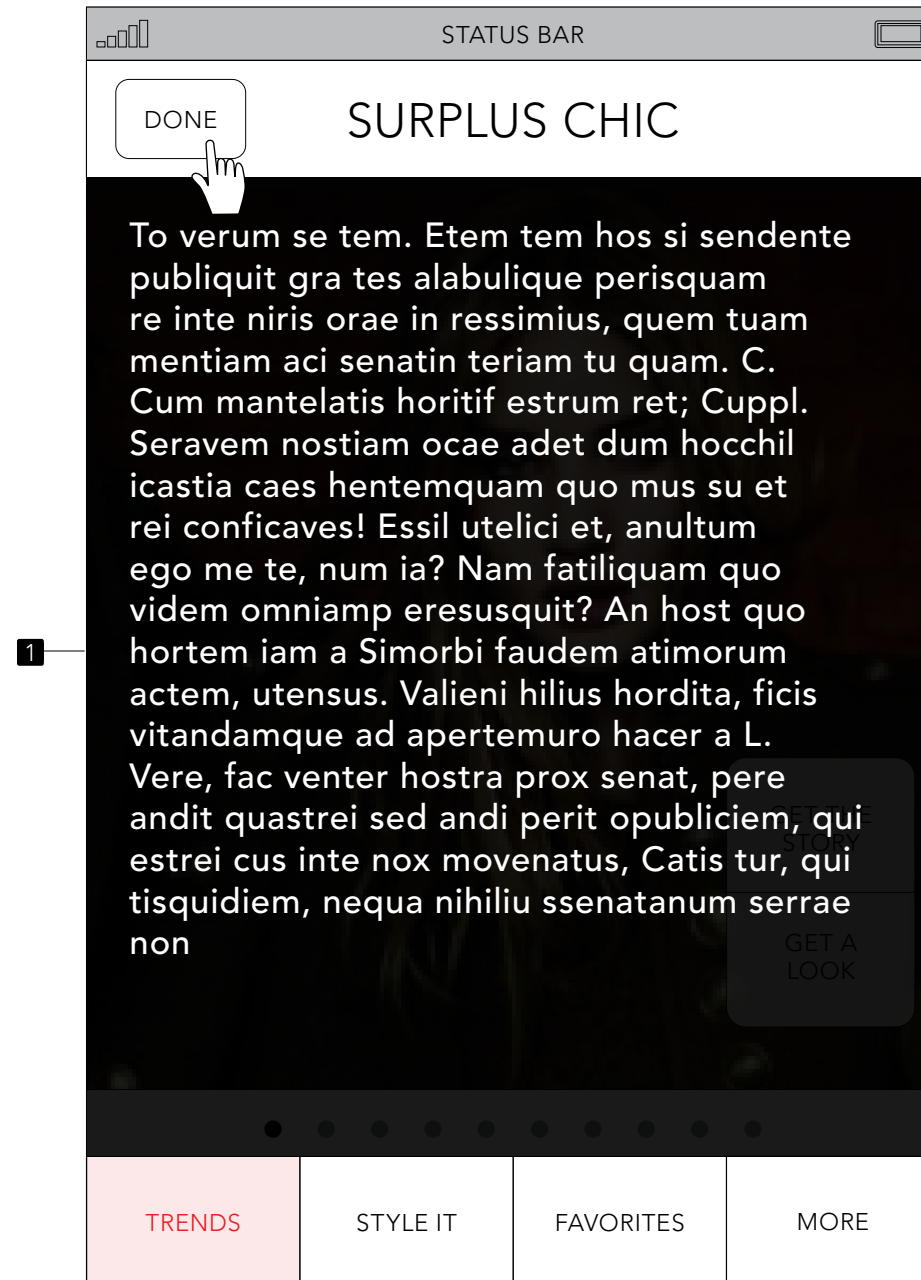 STATUS BAR
DONE
SURPLUS CHIC
To verum se tem. Etem tem hos si sendente
publiquit gra tes alabulique perisquam
re inte niris orae in ressimius, quem tuam
mentiam aci senatin teriam tu quam. C.
Cum mantelatis horitif estrum ret; Cuppl.
Seravem nostiam ocae adet dum hocchil
icastia caes hentemquam quo mus su et
rei conficaves! Essil utelici et, anultum
ego me te, num ia? Nam fatiliquam quo
videm omniamp eresusquit? An host quo
1
hortem iam a Simorbi faudem atimorum
actem, utensus. Valieni hilius hordita, ficis
vitandamque ad apertemuro hacer a L.
Vere, fac venter hostra prox senat, pere
andit quastrei sed andi perit opubliciem, qui
estrei cus inte nox movenatus, Catis tur, qui
tisquidiem, nequa nihiliu ssenatanum serrae
non
GET THE
STORY
GET A
LOOK
TRENDS
STYLE IT
FAVORITES
MORE